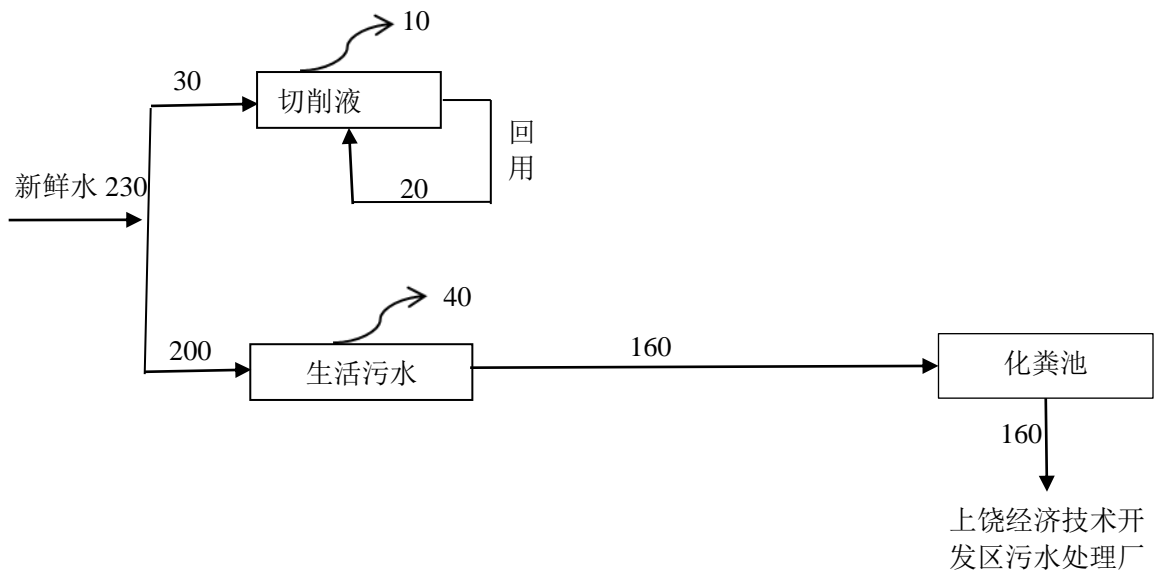 10
30
切削液
回用
20
新鲜水 230
40
200
生活污水
160
化粪池
160
上饶经济技术开
发区污水处理厂